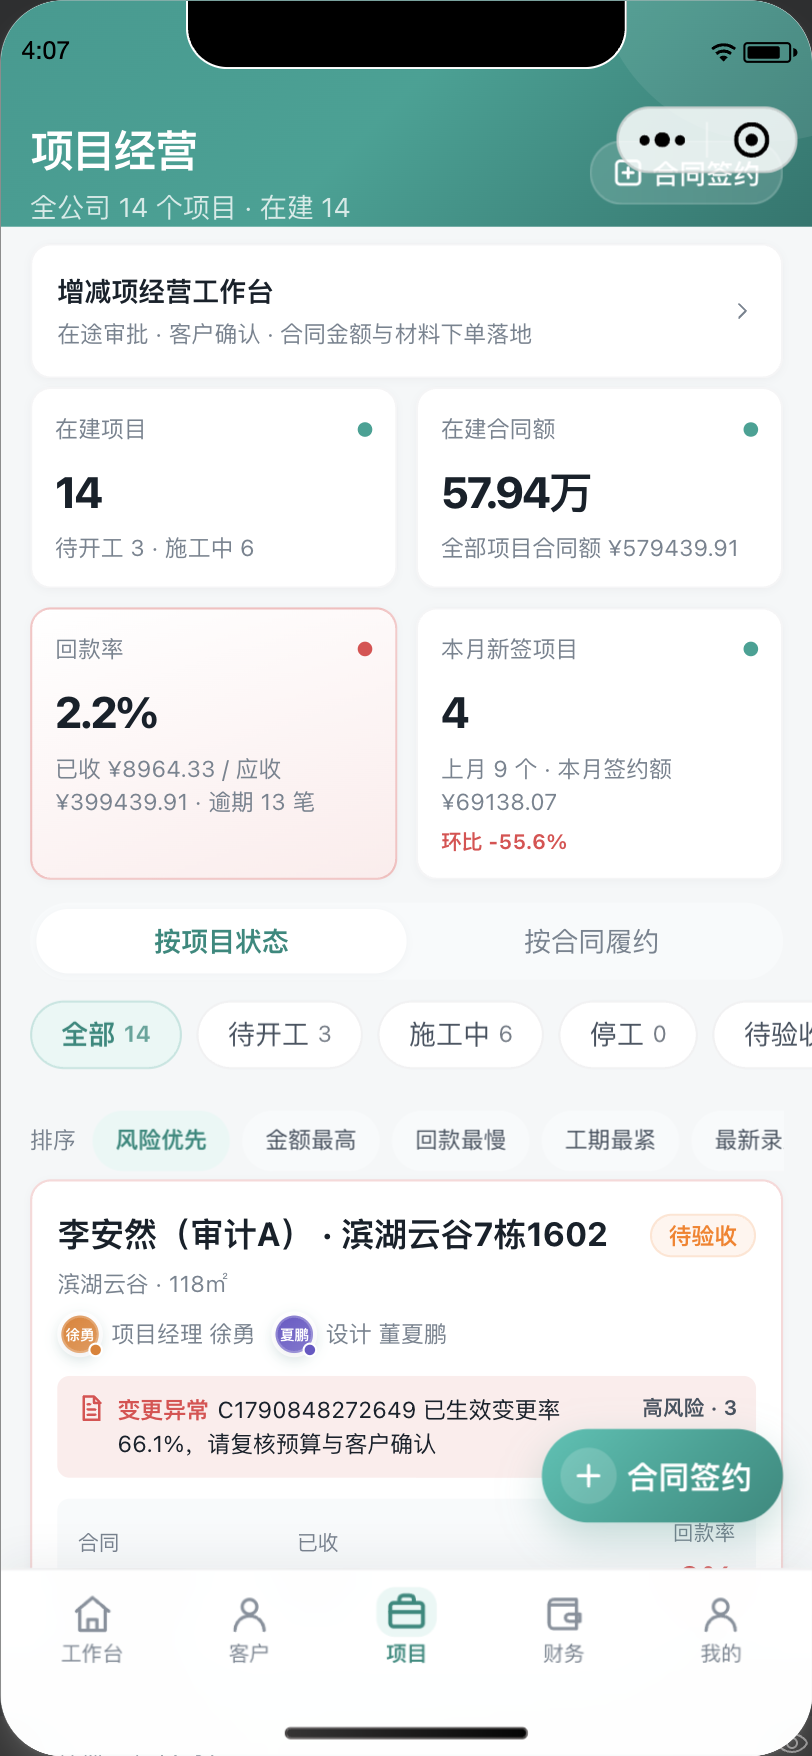 4:07
项目经营
合同签约
全公司 14 个项目 · 在建 14
增减项经营工作台
在途审批 · 客户确认 · 合同金额与材料下单落地
在建项目
14
待开工 3 · 施工中 6
在建合同额
57.94万
全部项目合同额 ¥579439.91
回款率
2.2%
已收 ¥8964.33 / 应收
¥399439.91 · 逾期 13 笔
本月新签项目
4
上月 9 个 · 本月签约额
¥69138.07
环比 -55.6%
按项目状态 按合同履约
全部 14 待开工 3 施工中 6 停工 0 待验收
排序 风险优先 金额最高 回款最慢 工期最紧 最新录
李安然（审计A） · 滨湖云谷7栋1602 待验收
滨湖云谷 · 118㎡
徐勇 项目经理 徐勇 夏鹏 设计 董夏鹏
变更异常 C1790848272649 已生效变更率 高风险 · 3
66.1%，请复核预算与客户确认
合同签约
合同 已收 回款率
工作台 客户 项目 财务 我的